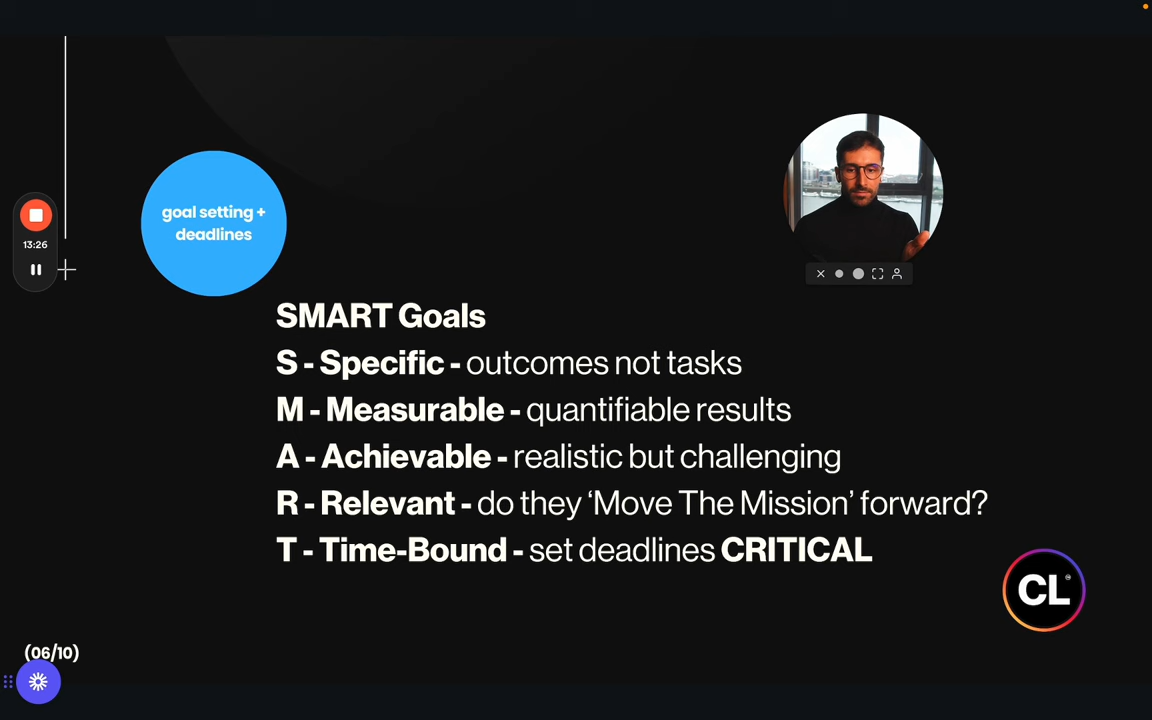 goal setting +
deadlines
13:26
SMART Goals
S - Specific - outcomes not tasks
M - Measurable - quantifiable results
A - Achievable - realistic but challenging
R - Relevant - do they ‘Move The Mission’ forward?
T - Time-Bound - set deadlines CRITICAL
CL
(06/10)